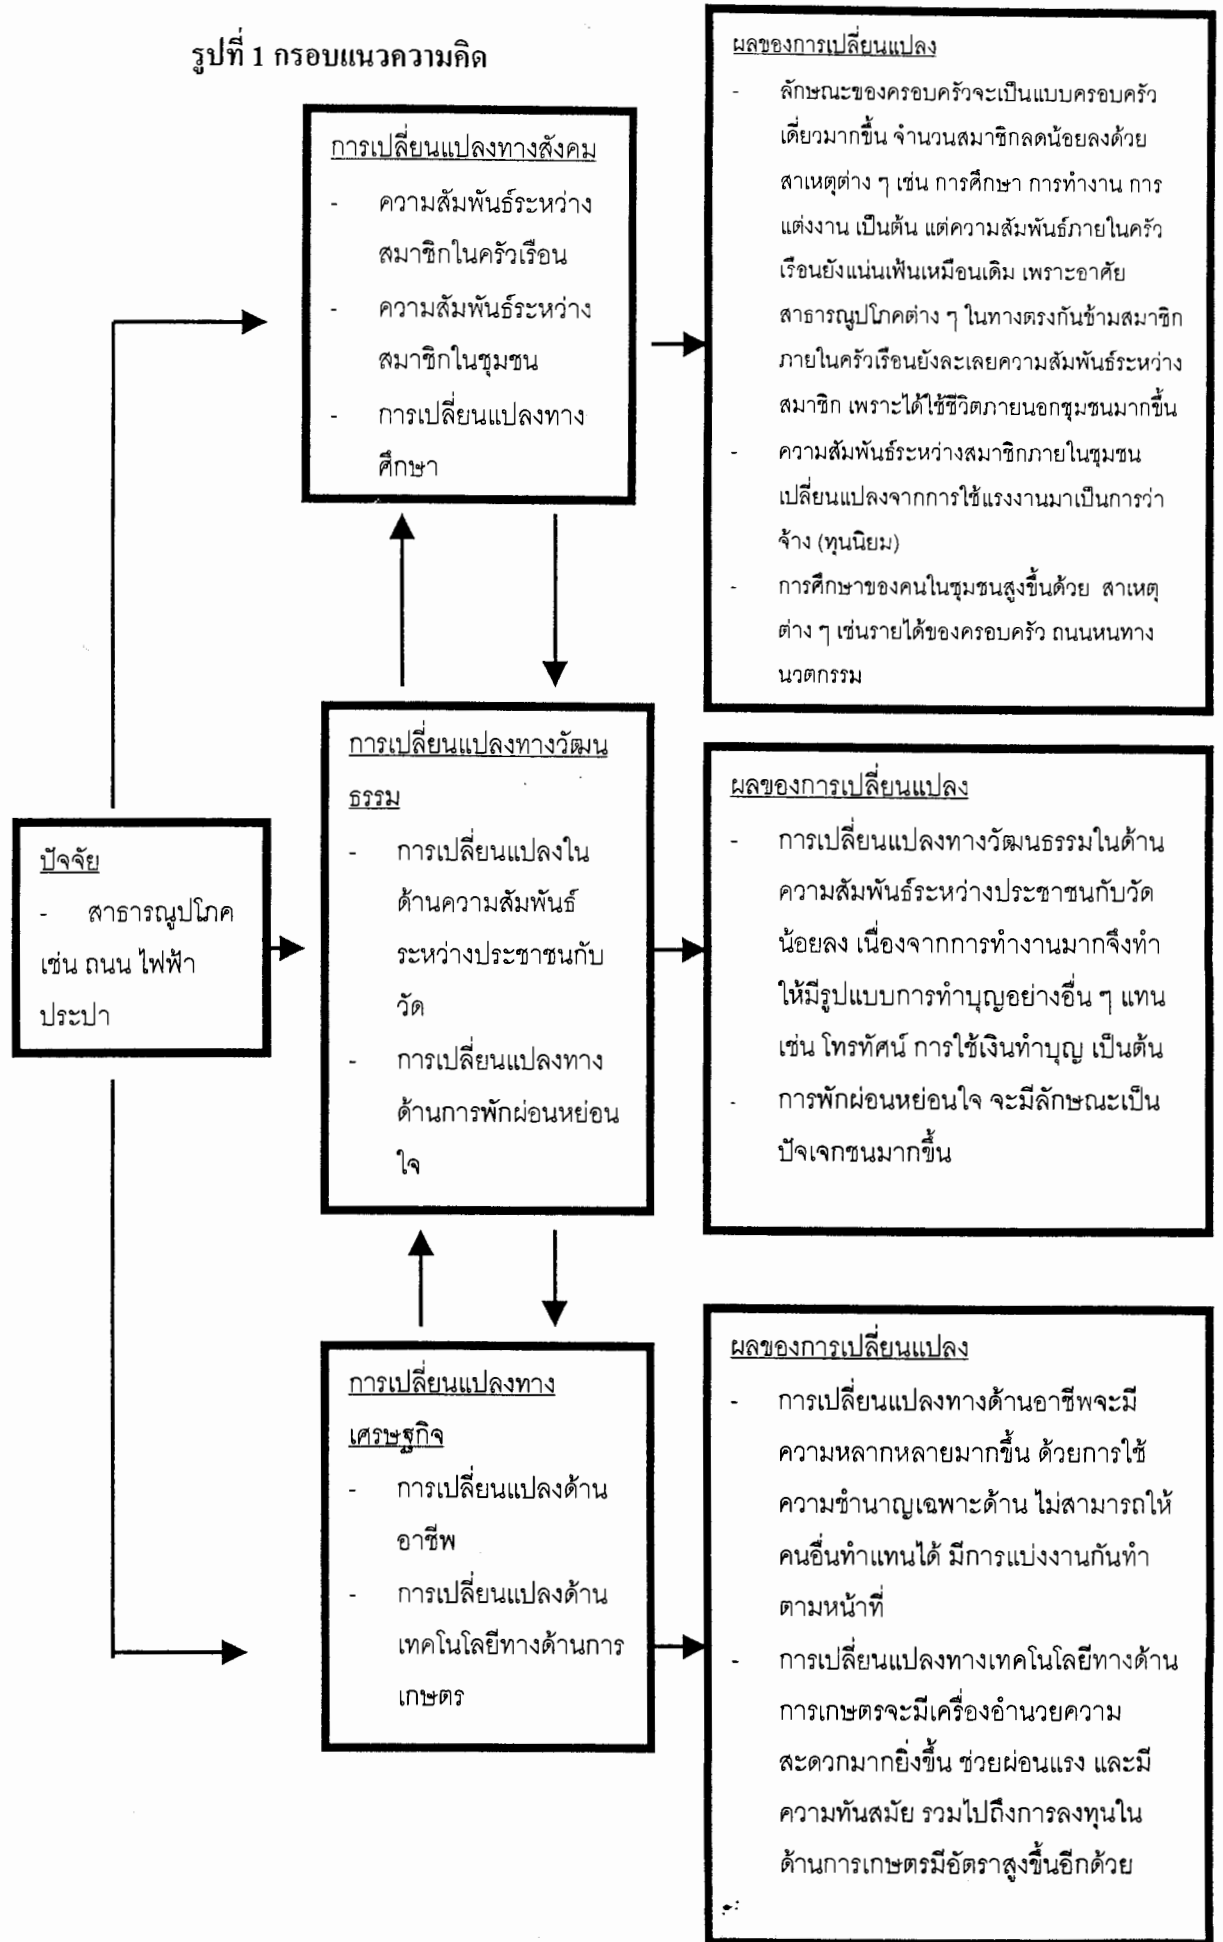 รูปที่ 1 กรอบแนวความคิด
การเปลี่ยนแปลงทางสังคม
- ความสัมพันธ์ระหว่าง
สมาชิกในครัวเรือน
- ความสัมพันธ์ระหว่าง
สมาชิกในชุมชน
- การเปลี่ยนแปลงทาง
ศึกษา
ผลของการเปลี่ยนแปลง
- ลักษณะของครอบครัวจะเป็นแบบครอบครัว
เดี่ยวมากขึ้น จำนวนสมาชิกลดน้อยลงด้วย
สาเหตุต่าง ๆ เช่น การศึกษา การทำงาน การ
แต่งงาน เป็นต้น แต่ความสัมพันธ์ภายในครัว
เรือนยังแน่นเฟ้นเหมือนเดิม เพราะอาศัย
สาธารณูปโภคต่าง ๆ ในทางตรงกันข้ามสมาชิก
ภายในครัวเรือนยังละเลยความสัมพันธ์ระหว่าง
สมาชิก เพราะได้ใช้ชีวิตภายนอกชุมชนมากขึ้น
- ความสัมพันธ์ระหว่างสมาชิกภายในชุมชน
เปลี่ยนแปลงจากการใช้แรงงานมาเป็นการว่า
จ้าง (ทุนนิยม)
- การศึกษาของคนในชุมชนสูงขึ้นด้วย สาเหตุ
ต่าง ๆ เช่นรายได้ของครอบครัว ถนนหนทาง
นวตกรรม
ปัจจัย
- สาธารณูปโภค
เช่น ถนน ไฟฟ้า
ประปา
การเปลี่ยนแปลงทางวัฒน
ธรรม
- การเปลี่ยนแปลงใน
ด้านความสัมพันธ์
ระหว่างประชาชนกับ
วัด
- การเปลี่ยนแปลงทาง
ด้านการพักผ่อนหย่อน
ใจ
ผลของการเปลี่ยนแปลง
- การเปลี่ยนแปลงทางวัฒนธรรมในด้าน
ความสัมพันธ์ระหว่างประชาชนกับวัด
น้อยลง เนื่องจากการทำงานมากจึงทำ
ให้มีรูปแบบการทำบุญอย่างอื่น ๆ แทน
เช่น โทรทัศน์ การใช้เงินทำบุญ เป็นต้น
- การพักผ่อนหย่อนใจ จะมีลักษณะเป็น
ปัจเจกชนมากขึ้น
การเปลี่ยนแปลงทาง
เศรษฐกิจ
- การเปลี่ยนแปลงด้าน
อาชีพ
- การเปลี่ยนแปลงด้าน
เทคโนโลยีทางด้านการ
เกษตร
ผลของการเปลี่ยนแปลง
- การเปลี่ยนแปลงทางด้านอาชีพจะมี
ความหลากหลายมากขึ้น ด้วยการใช้
ความชำนาญเฉพาะด้าน ไม่สามารถให้
คนอื่นทำแทนได้ มีการแบ่งงานกันทำ
ตามหน้าที่
- การเปลี่ยนแปลงทางเทคโนโลยีทางด้าน
การเกษตรจะมีเครื่องอำนวยความ
สะดวกมากยิ่งขึ้น ช่วยผ่อนแรง และมี
ความทันสมัย รวมไปถึงการลงทุนใน
ด้านการเกษตรมีอัตราสูงขึ้นอีกด้วย